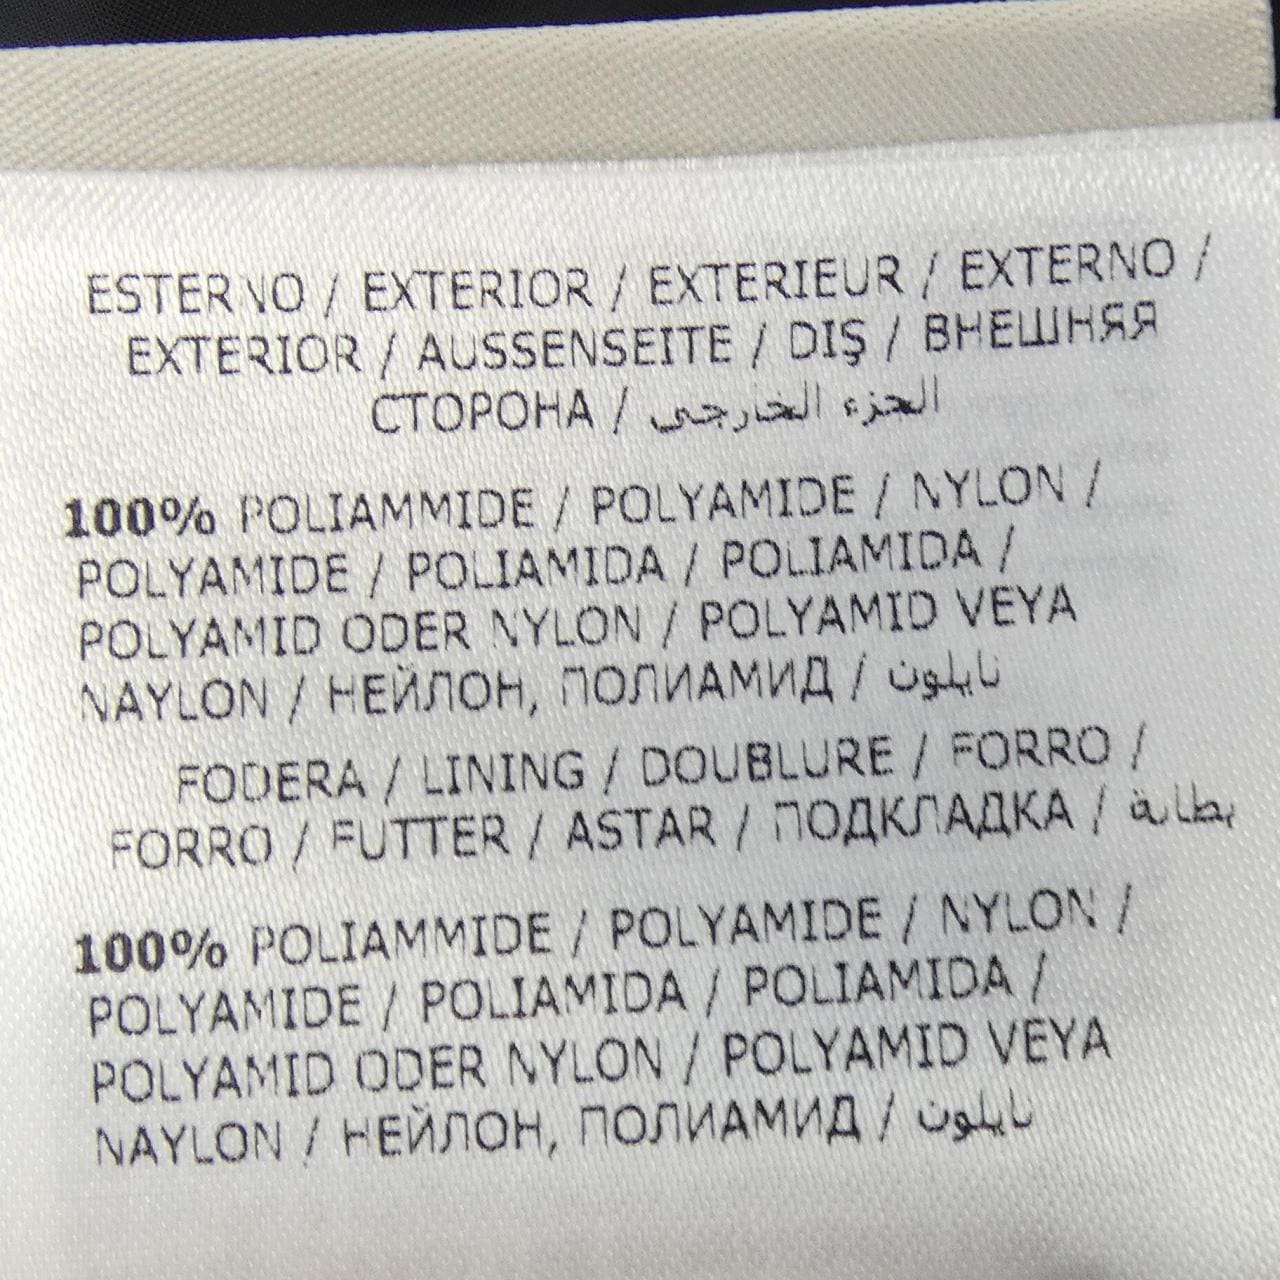 ESTERNO / EXTERIOR / EXTERIEUR / EXTERNO /
EXTERIOR / AUSSENSEITE / DIŞ / ВНЕШНЯЯ
СТОРОНА / الجزء الخارجي
100% POLIAMMIDE / POLYAMIDE / NYLON /
POLYAMIDE / POLIAMIDA / POLIAMIDA /
POLYAMID ODER NYLON / POLYAMID VEYA
NAYLON / НЕЙЛОН, ПОЛИАМИД / نايلون
FODERA / LINING / DOUBLURE / FORRO /
FORRO / FUTTER / ASTAR / ПОДКЛАДКА / بطانة
100% POLIAMMIDE / POLYAMIDE / NYLON /
POLYAMIDE / POLIAMIDA / POLIAMIDA /
POLYAMID ODER NYLON / POLYAMID VEYA
NAYLON / НЕЙЛОН, ПОЛИАМИД / نايلون